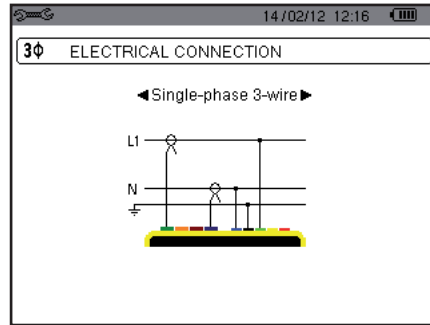 14/02/12 12:16
3Φ ELECTRICAL CONNECTION
◄Single-phase 3-wire►
L1
N